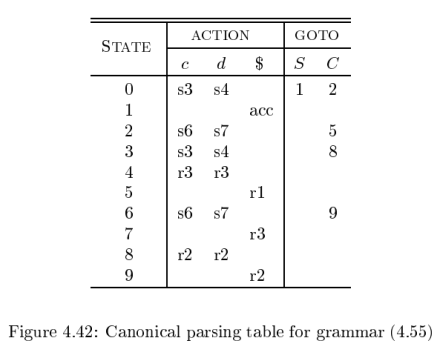 STATE ACTION GOTO
c d $ S C
0 s3 s4 1 2
1 acc
2 s6 s7 5
3 s3 s4 8
4 r3 r3
5 r1
6 s6 s7 9
7 r3
8 r2 r2
9 r2
Figure 4.42: Canonical parsing table for grammar (4.55)